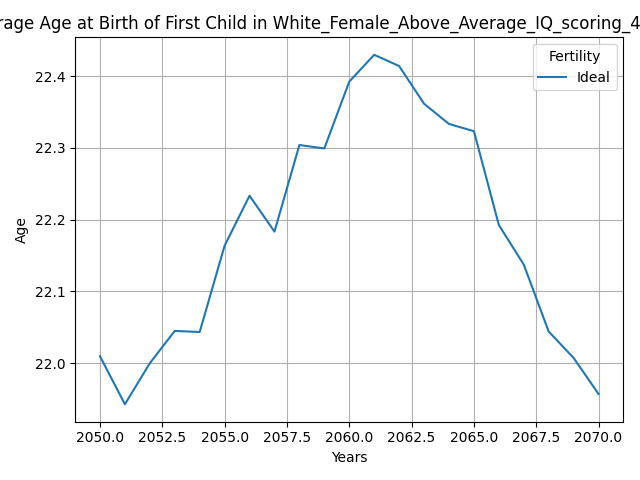 Age at Birth of First Child in White_Female_Above_Average_IQ_scoring_4
Fertility
Ideal
22.4
22.3
22.2
22.1
22.0
Age
2050.0 2052.5 2055.0 2057.5 2060.0 2062.5 2065.0 2067.5 2070.0
Years